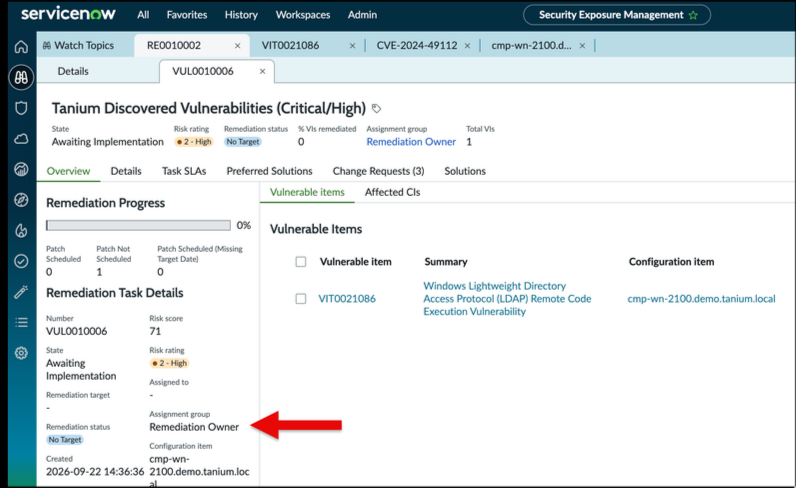 servicenow All Favorites History Workspaces Admin Security Exposure Management
Watch Topics RE0010002 × VIT0021086 × CVE-2024-49112 × cmp-wn-2100.d... ×
Details VUL0010006 ×
Tanium Discovered Vulnerabilities (Critical/High)
State Risk rating Remediation status % VIs remediated Assignment group Total VIs
Awaiting Implementation 2 - High No Target 0 Remediation Owner 1
Overview Details Task SLAs Preferred Solutions Change Requests (3) Solutions
Remediation Progress
0%
Patch Scheduled
0
Patch Not Scheduled
1
Patch Scheduled (Missing Target Date)
0
Remediation Task Details
Number
VUL0010006
Risk score
71
State
Awaiting
Implementation
Risk rating
2 - High
Remediation target
-
Assigned to
-
Remediation status
No Target
Assignment group
Remediation Owner
Created
2026-09-22 14:36:36
Configuration item
cmp-wn-
2100.demo.tanium.loc
al
Vulnerable items Affected CIs
Vulnerable Items
Vulnerable item Summary Configuration item
VIT0021086
Windows Lightweight Directory
Access Protocol (LDAP) Remote Code
Execution Vulnerability
cmp-wn-2100.demo.tanium.local